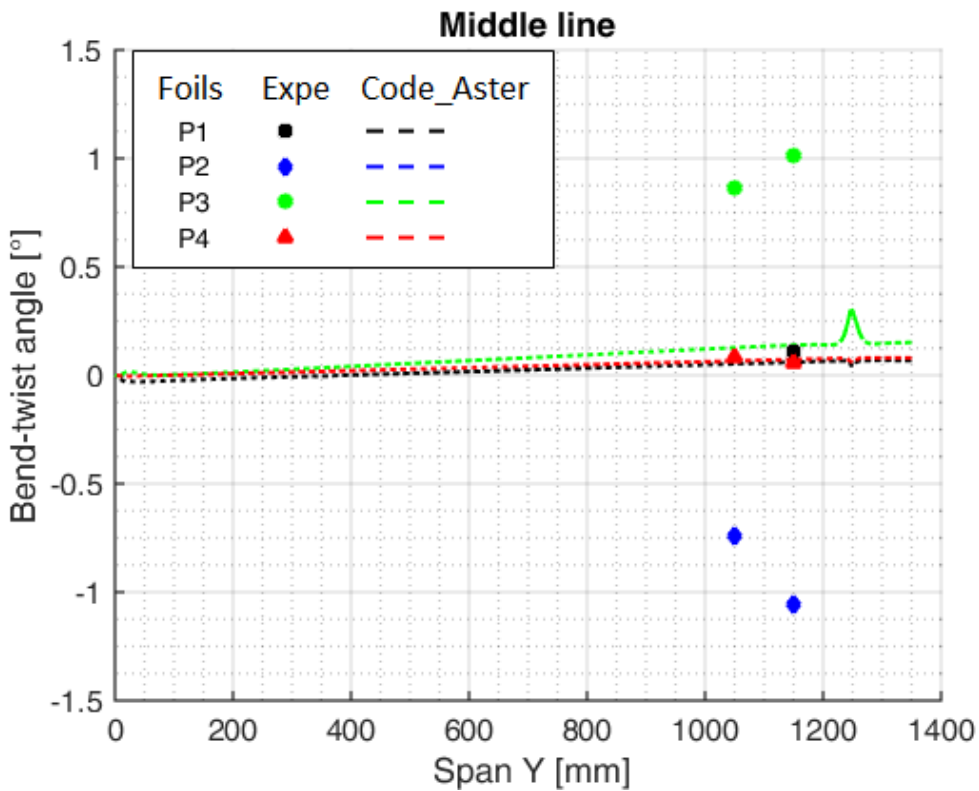 Middle line
Foils Expe Code_Aster
P1
P2
P3
P4
1.5
1
0.5
0
-0.5
-1
-1.5
Bend-twist angle [°]
0 200 400 600 800 1000 1200 1400
Span Y [mm]